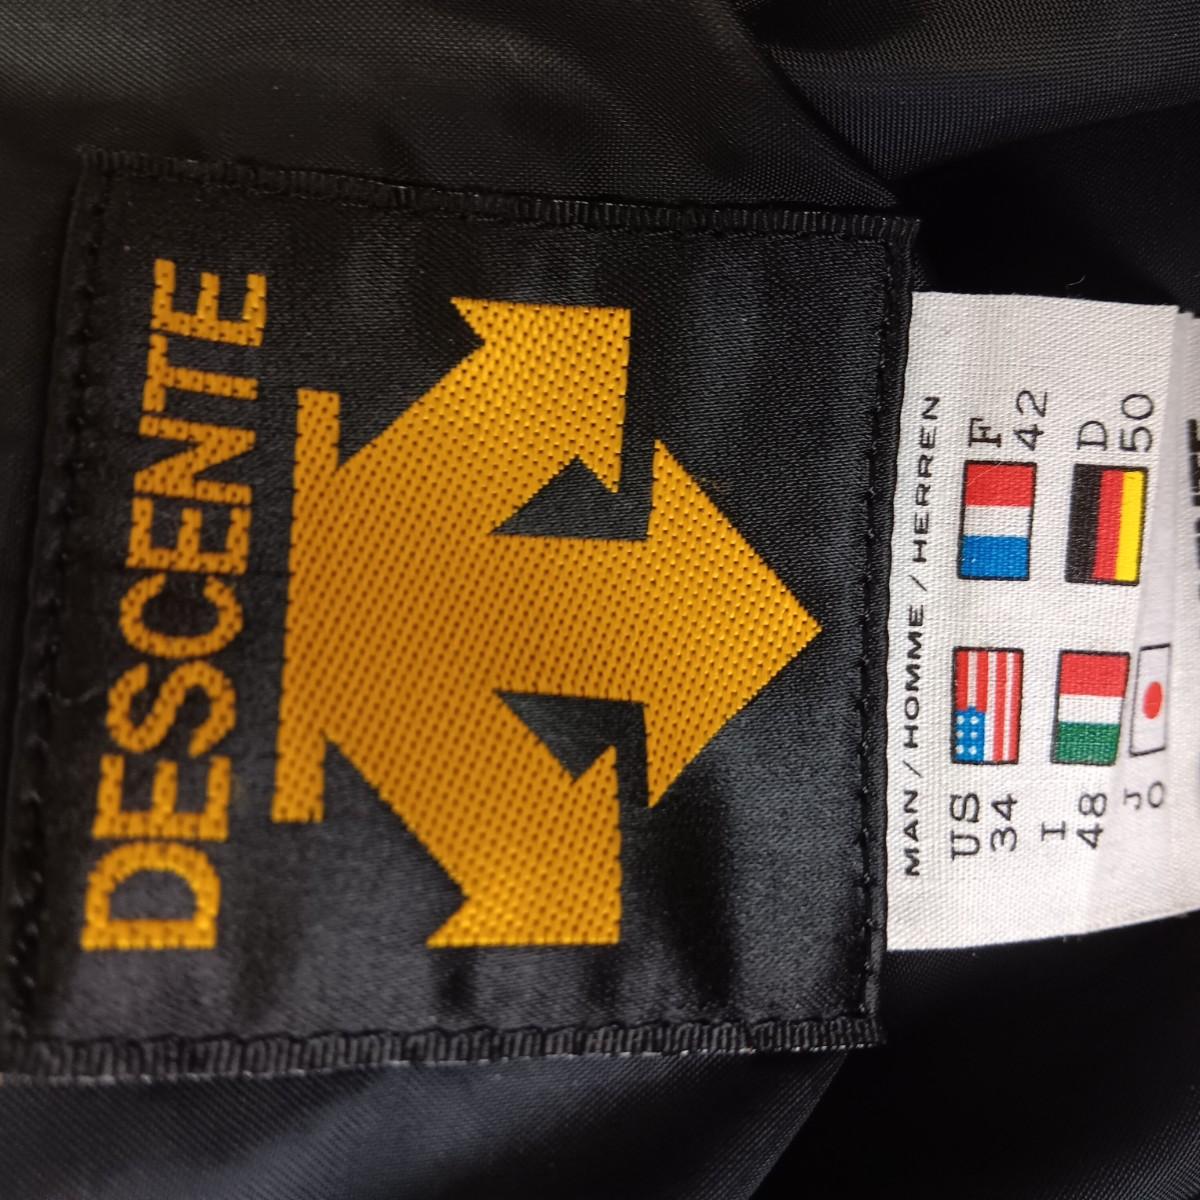 DESCENTE
MAN / HOMME / HERREN
US F
34 42
I D
48 50
J
O